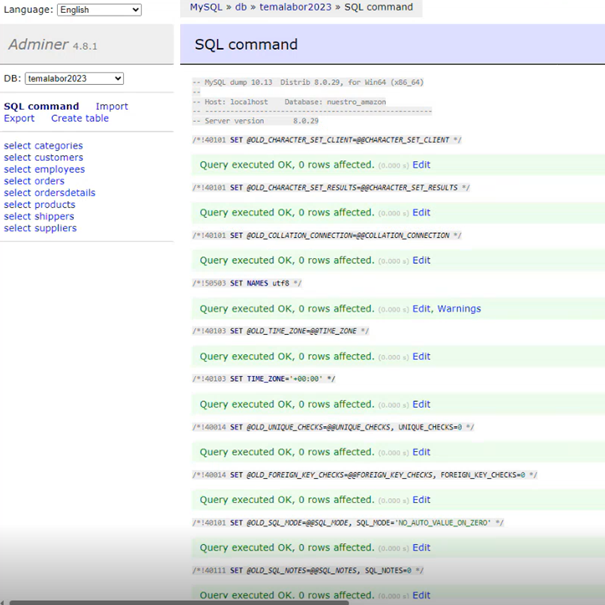 Language: English
MySQL » db » temalabor2023 » SQL command
Adminer 4.8.1
SQL command
DB: temalabor2023
SQL command Import
Export Create table
select categories
select customers
select employees
select orders
select ordersdetails
select products
select shippers
select suppliers
-- MySQL dump 10.13 Distrib 8.0.29, for Win64 (x86_64)
--
-- Host: localhost Database: nuestro_amazon
-- ------------------------------------------------------
-- Server version 8.0.29
/*!40101 SET @OLD_CHARACTER_SET_CLIENT=@@CHARACTER_SET_CLIENT */
Query executed OK, 0 rows affected. (0.000 s) Edit
/*!40101 SET @OLD_CHARACTER_SET_RESULTS=@@CHARACTER_SET_RESULTS */
Query executed OK, 0 rows affected. (0.000 s) Edit
/*!40101 SET @OLD_COLLATION_CONNECTION=@@COLLATION_CONNECTION */
Query executed OK, 0 rows affected. (0.000 s) Edit
/*!50503 SET NAMES utf8 */
Query executed OK, 0 rows affected. (0.000 s) Edit, Warnings
/*!40103 SET @OLD_TIME_ZONE=@@TIME_ZONE */
Query executed OK, 0 rows affected. (0.000 s) Edit
/*!40103 SET TIME_ZONE='+00:00' */
Query executed OK, 0 rows affected. (0.000 s) Edit
/*!40014 SET @OLD_UNIQUE_CHECKS=@@UNIQUE_CHECKS, UNIQUE_CHECKS=0 */
Query executed OK, 0 rows affected. (0.000 s) Edit
/*!40014 SET @OLD_FOREIGN_KEY_CHECKS=@@FOREIGN_KEY_CHECKS, FOREIGN_KEY_CHECKS=0 */
Query executed OK, 0 rows affected. (0.000 s) Edit
/*!40101 SET @OLD_SQL_MODE=@@SQL_MODE, SQL_MODE='NO_AUTO_VALUE_ON_ZERO' */
Query executed OK, 0 rows affected. (0.000 s) Edit
/*!40111 SET @OLD_SQL_NOTES=@@SQL_NOTES, SQL_NOTES=0 */
Query executed OK, 0 rows affected. (0.000 s) Edit